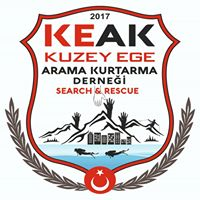 2017
KEAK
KUZEY EGE
ARAMA KURTARMA
DERNEĞİ
SEARCH & RESCUE